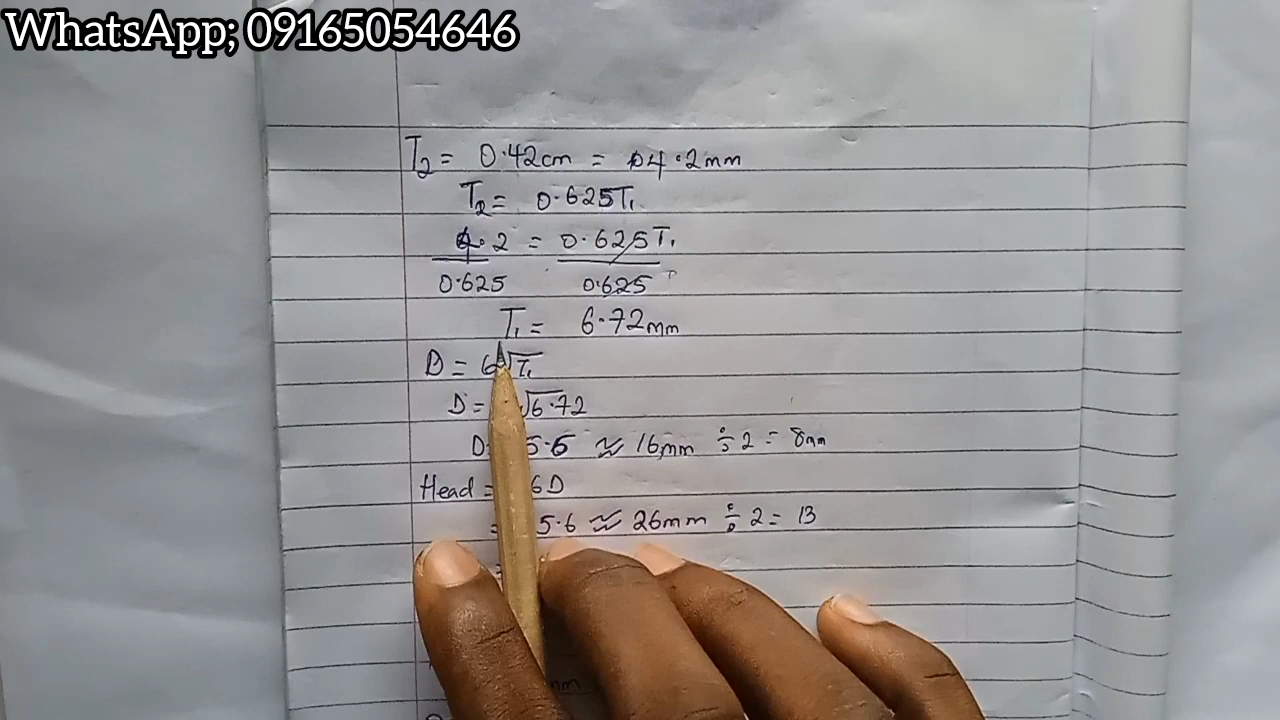 WhatsApp; 09165054646
T₂ = 0.42cm = 4.2mm
T₂ = 0.625T₁
4.2 = 0.625T₁
0.625 0.625
T₁ = 6.72mm
D = 6√T₁
D = √6.72
D 5.6 ≈ 16mm ÷ 2 = 8mm
Head = 6D
= 5.6 ≈ 26mm ÷ 2 = 13